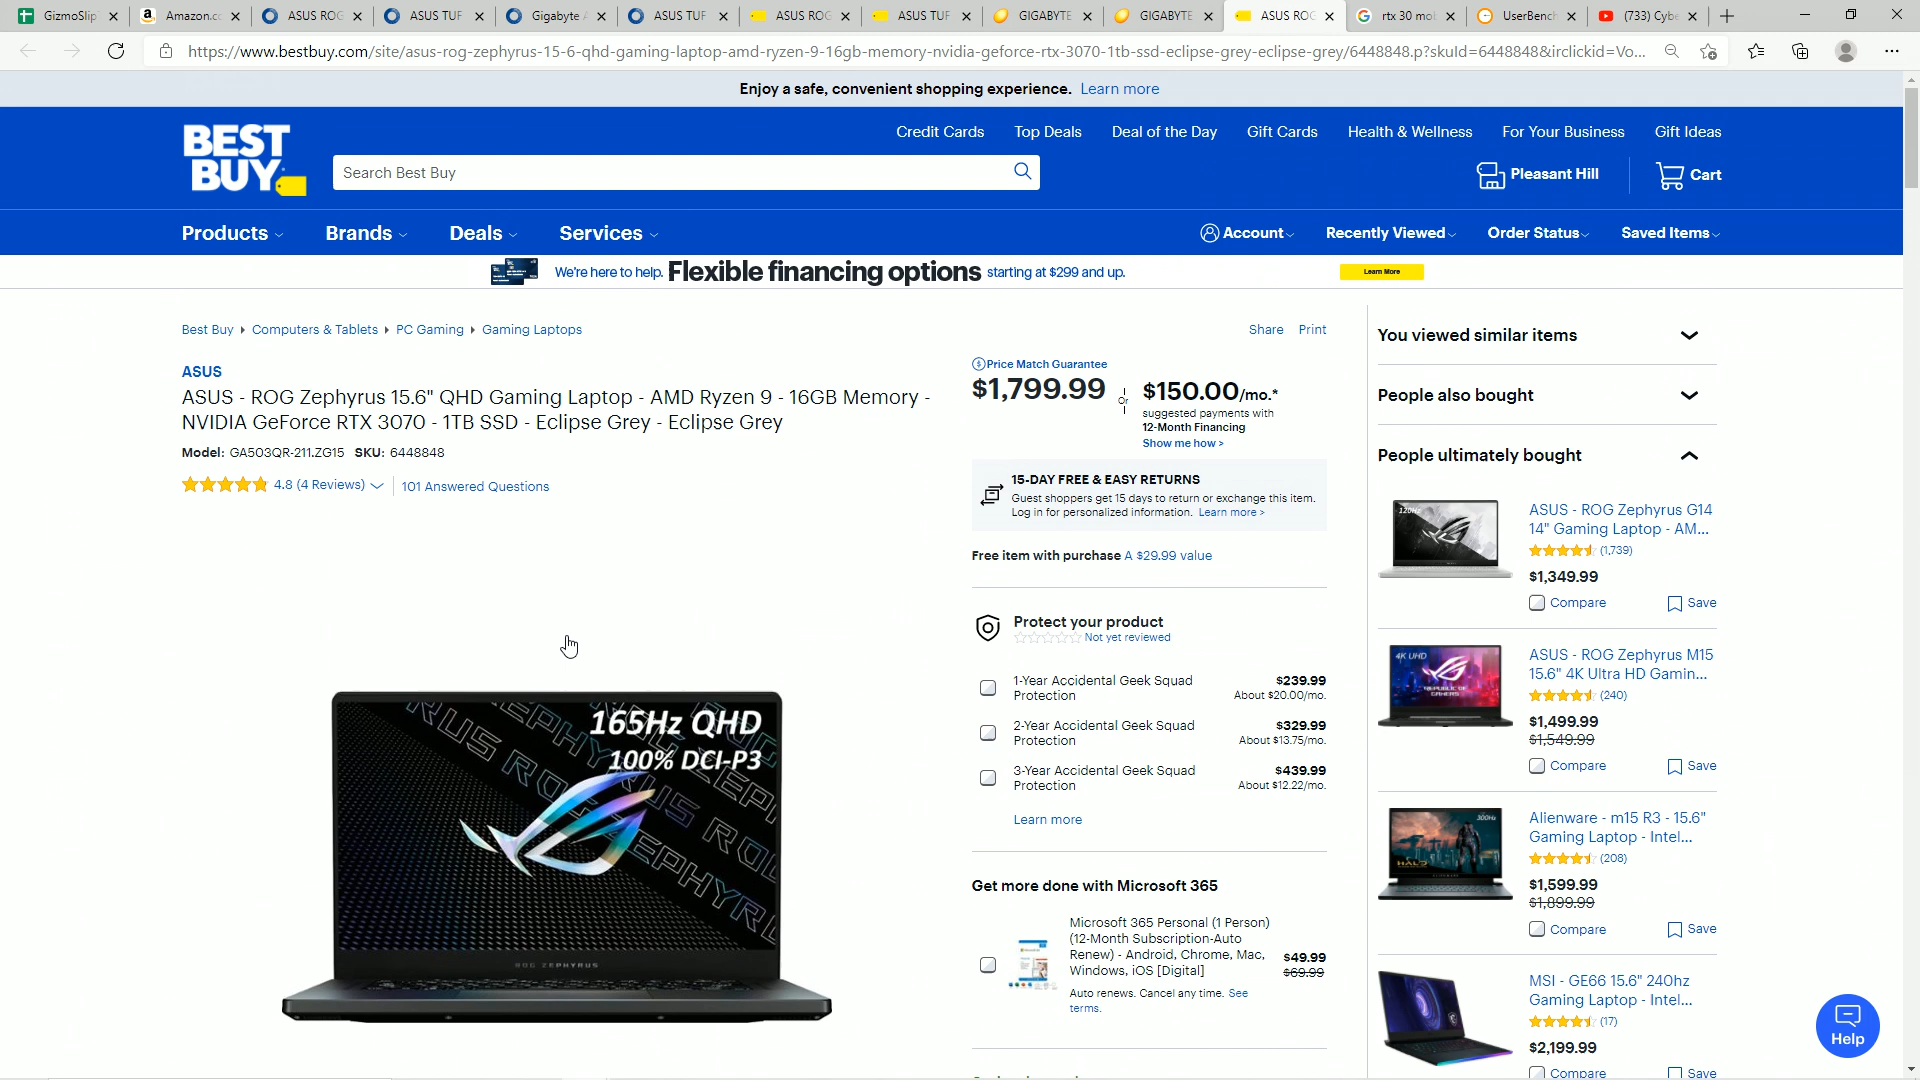 GizmoSlip
Amazon.c
ASUS ROG
ASUS TUF
Gigabyte A
ASUS TUF
ASUS ROG
ASUS TUF
GIGABYTE
GIGABYTE
ASUS ROG
rtx 30 mo
UserBench
(733) Cybe
https://www.bestbuy.com/site/asus-rog-zephyrus-15-6-qhd-gaming-laptop-amd-ryzen-9-16gb-memory-nvidia-geforce-rtx-3070-1tb-ssd-eclipse-grey-eclipse-grey/6448848.p?skuId=6448848&irclickid=Vo...
Enjoy a safe, convenient shopping experience. Learn more
BEST
BUY
Credit Cards Top Deals Deal of the Day Gift Cards Health & Wellness For Your Business Gift Ideas
Search Best Buy
Pleasant Hill
Cart
Products Brands Deals Services
Account Recently Viewed Order Status Saved Items
We're here to help. Flexible financing options starting at $299 and up.
Learn More
Best Buy Computers & Tablets PC Gaming Gaming Laptops
Share Print
ASUS
ASUS - ROG Zephyrus 15.6" QHD Gaming Laptop - AMD Ryzen 9 - 16GB Memory -
NVIDIA GeForce RTX 3070 - 1TB SSD - Eclipse Grey - Eclipse Grey
Model: GA503QR-211.ZG15 SKU: 6448848
4.8 (4 Reviews) 101 Answered Questions
165Hz QHD
100% DCI-P3
ROG ZEPHYRUS
Price Match Guarantee
$1,799.99
or
$150.00/mo.*
suggested payments with
12-Month Financing
Show me how >
15-DAY FREE & EASY RETURNS
Guest shoppers get 15 days to return or exchange this item.
Log in for personalized information. Learn more >
Free item with purchase A $29.99 value
Protect your product
Not yet reviewed
1-Year Accidental Geek Squad
Protection
$239.99
About $20.00/mo.
2-Year Accidental Geek Squad
Protection
$329.99
About $13.75/mo.
3-Year Accidental Geek Squad
Protection
$439.99
About $12.22/mo.
Learn more
Get more done with Microsoft 365
Microsoft 365 Personal (1 Person)
(12-Month Subscription-Auto
Renew) - Android, Chrome, Mac,
Windows, iOS [Digital]
$49.99
$69.99
Auto renews. Cancel any time. See
terms.
You viewed similar items
People also bought
People ultimately bought
120Hz
ASUS - ROG Zephyrus G14
14" Gaming Laptop - AM...
(1,739)
$1,349.99
Compare Save
4K UHD
REPUBLIC OF
GAMERS
ASUS - ROG Zephyrus M15
15.6" 4K Ultra HD Gamin...
(240)
$1,499.99
$1,549.99
Compare Save
300Hz
HALO
Alienware - m15 R3 - 15.6"
Gaming Laptop - Intel...
(208)
$1,599.99
$1,899.99
Compare Save
MSI - GE66 15.6" 240hz
Gaming Laptop - Intel...
(17)
$2,199.99
Compare Save
Help